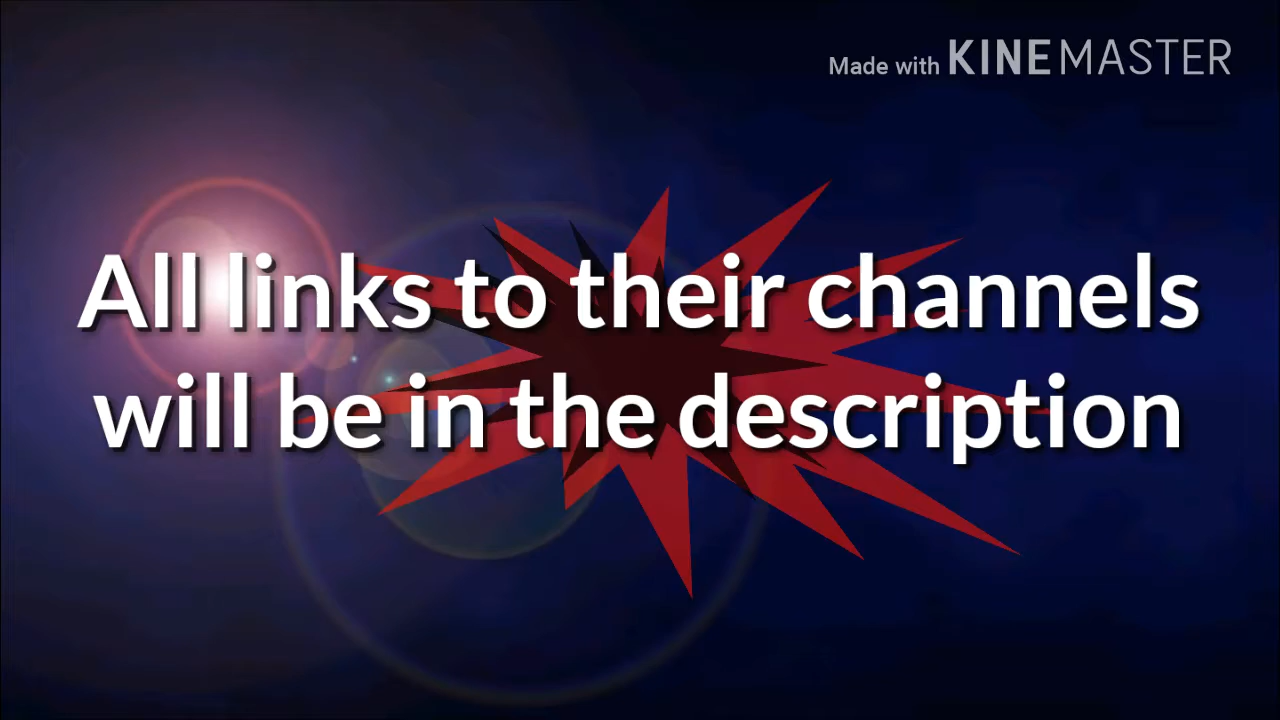 Made with KINEMASTER
All links to their channels
will be in the description